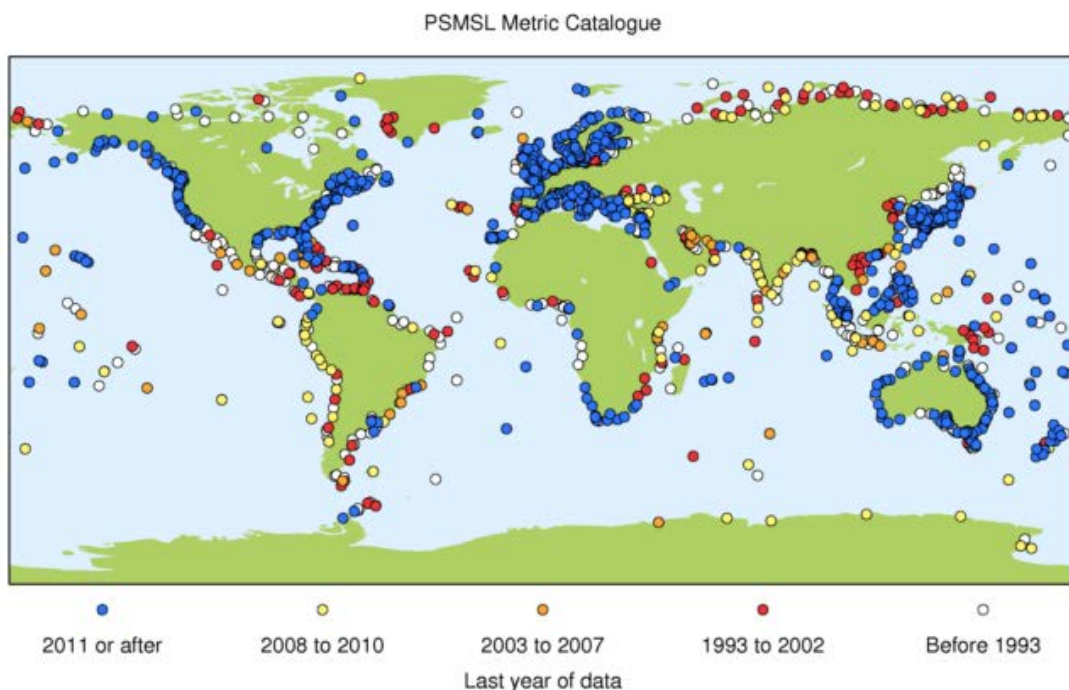 PSMSL Metric Catalogue
2011 or after
2008 to 2010
2003 to 2007
1993 to 2002
Before 1993
Last year of data